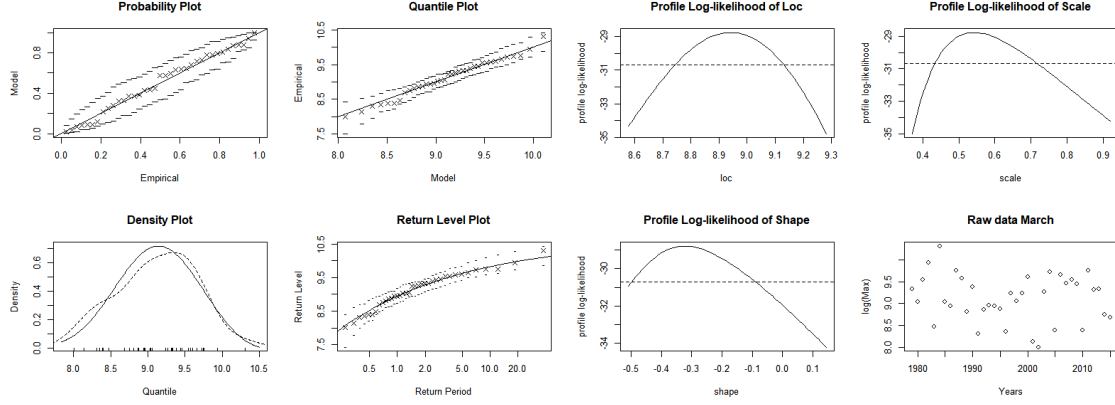 Probability Plot
Model
0.0 0.4 0.8
0.0 0.2 0.4 0.6 0.8 1.0
Empirical
Quantile Plot
Empirical
7.5 8.5 9.5 10.5
8.0 8.5 9.0 9.5 10.0
Model
Profile Log-likelihood of Loc
profile log-likelihood
-35 -33 -31 -29
8.6 8.7 8.8 8.9 9.0 9.1 9.2 9.3
loc
Profile Log-likelihood of Scale
profile log-likelihood
-35 -33 -31 -29
0.4 0.5 0.6 0.7 0.8 0.9
scale
Density Plot
Density
0.0 0.2 0.4 0.6
8.0 8.5 9.0 9.5 10.0 10.5
Quantile
Return Level Plot
Return Level
7.5 8.5 9.5 10.5
0.5 1.0 2.0 5.0 10.0 20.0
Return Period
Profile Log-likelihood of Shape
profile log-likelihood
-34 -32 -30
-0.5 -0.4 -0.3 -0.2 -0.1 0.0 0.1
shape
Raw data March
log(Max)
8.0 8.5 9.0 9.5 10.0
1980 1990 2000 2010
Years